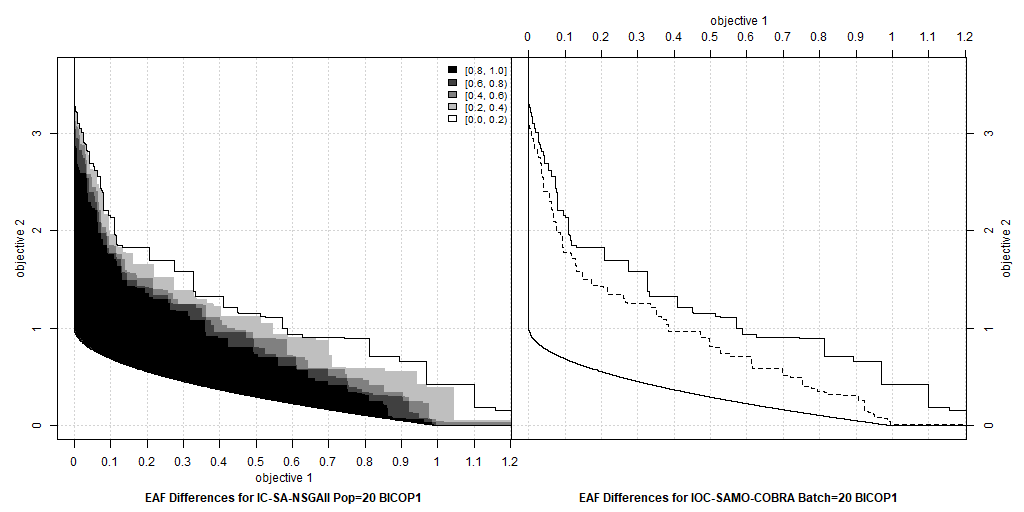 objective 1
0 0.1 0.2 0.3 0.4 0.5 0.6 0.7 0.8 0.9 1 1.1 1.2
[0.8, 1.0]
[0.6, 0.8)
[0.4, 0.6)
[0.2, 0.4)
[0.0, 0.2)
3
2
1
0
objective 2
3
2
1
0
objective 2
0 0.1 0.2 0.3 0.4 0.5 0.6 0.7 0.8 0.9 1 1.1 1.2
objective 1
EAF Differences for IC-SA-NSGAII Pop=20 BICOP1
EAF Differences for IOC-SAMO-COBRA Batch=20 BICOP1